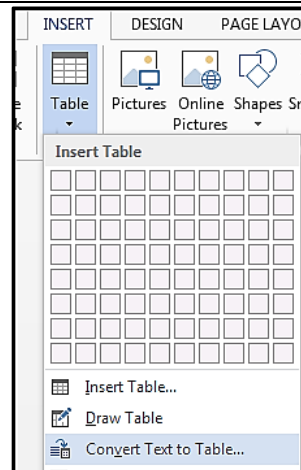 INSERT DESIGN PAGE LAYO
Table Pictures Online Shapes
Pictures
Insert Table
Insert Table...
Draw Table
Convert Text to Table...